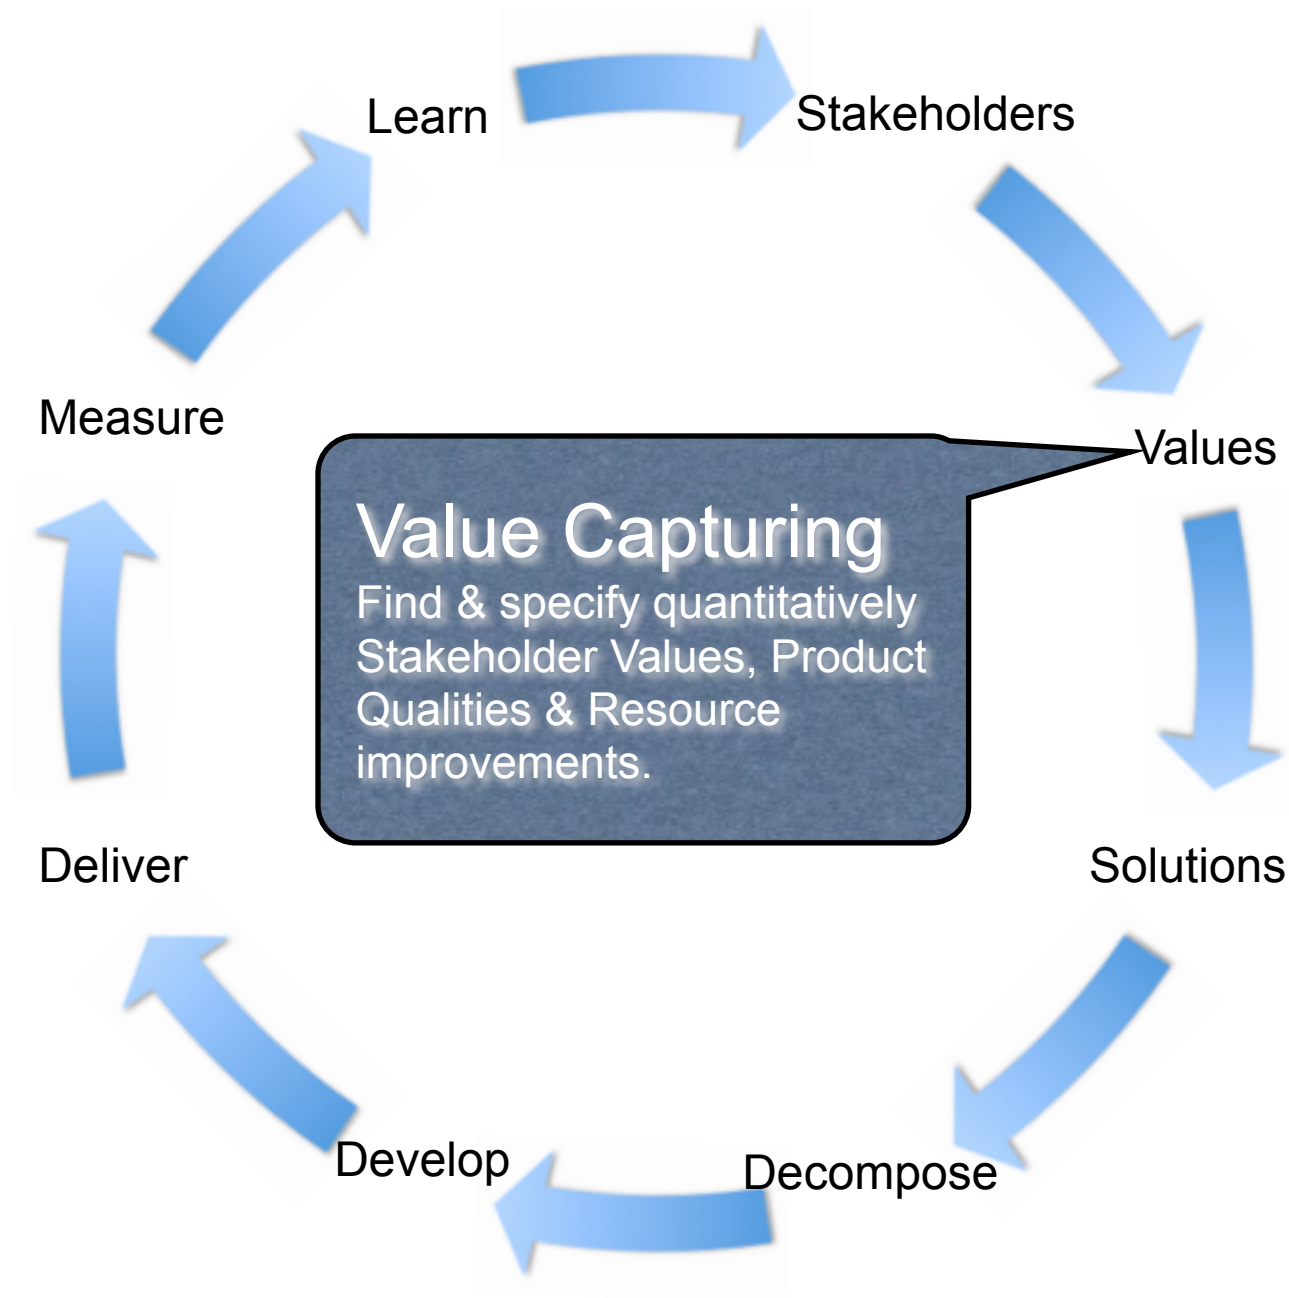 Learn
Stakeholders
Measure
Values
Value Capturing
Find & specify quantitatively
Stakeholder Values, Product
Qualities & Resource
improvements.
Deliver
Solutions
Develop
Decompose